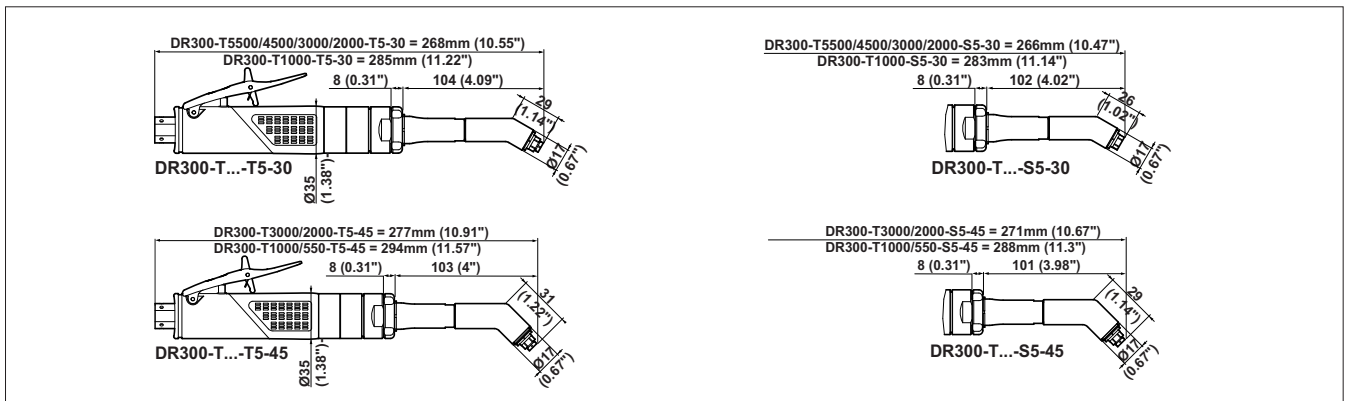 DR300-T5500/4500/3000/2000-T5-30 = 268mm (10.55")
DR300-T1000-T5-30 = 285mm (11.22")
8 (0.31") 104 (4.09")
29
(1.14")
Ø17
(0.67")
Ø35
(1.38")
DR300-T...-T5-30
DR300-T5500/4500/3000/2000-S5-30 = 266mm (10.47")
DR300-T1000-S5-30 = 283mm (11.14")
8 (0.31") 102 (4.02")
26
(1.02")
Ø17
(0.67")
DR300-T...-S5-30
DR300-T3000/2000-T5-45 = 277mm (10.91")
DR300-T1000/550-T5-45 = 294mm (11.57")
8 (0.31") 103 (4")
31
(1.22")
Ø17
(0.67")
Ø35
(1.38")
DR300-T...-T5-45
DR300-T3000/2000-S5-45 = 271mm (10.67")
DR300-T1000/550-S5-45 = 288mm (11.3")
8 (0.31") 101 (3.98")
29
(1.14")
Ø17
(0.67")
DR300-T...-S5-45